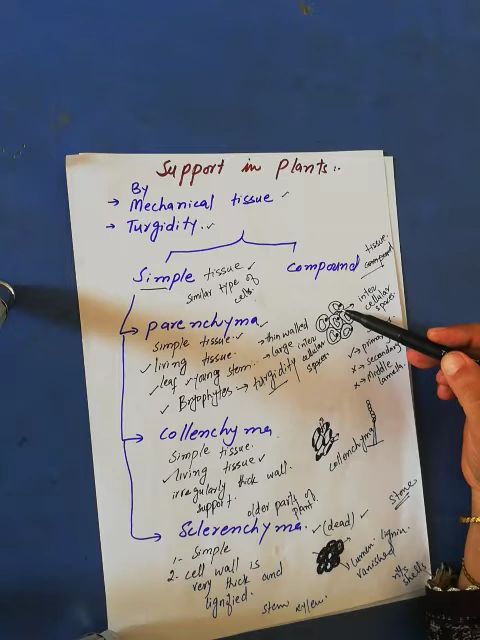 Support in Plants:.
By
→ Mechanical tissue ✓
→ Turgidity. ✓
Simple tissue ✓
similar type of
cells.
compound
tissue.
compound
parenchyma ✓
simple tissue ✓
✓ living tissue.
✓ leaf ✓ young stem..
✓ Bryophytes → turgidity
→ thin walled
→ large inter
cellular
spaces
→ inter
cellular
spaces
✓→ primary
x → secondary
x → Middle
lamella.
collenchyma
simple tissue.
✓ living tissue ✓
irregularly thick wall.
support.
older parts of
plant.
collenchyma
Sclerenchyma. ✓ (dead) ✓
1- simple
2- cell wall is
very thick and
lignified.
stem xylem.
Lumen: lignin.
vanished
Stone
nuts
shells